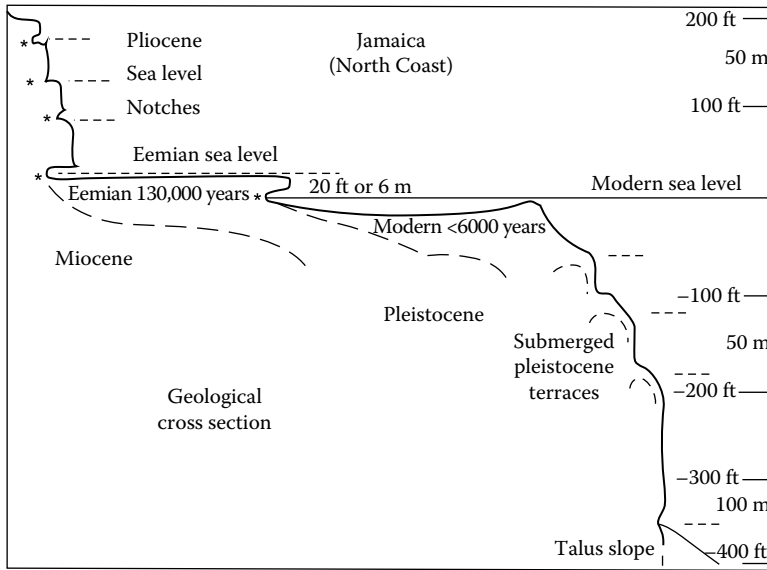 200 ft
Pliocene
Jamaica
(North Coast)
50 m
Sea level
100 ft
Notches
Eemian sea level
Eemian 130,000 years
20 ft or 6 m
Modern sea level
Modern <6000 years
Miocene
–100 ft
Pleistocene
Submerged
pleistocene
terraces
50 m
–200 ft
Geological
cross section
–300 ft
100 m
Talus slope
–400 ft